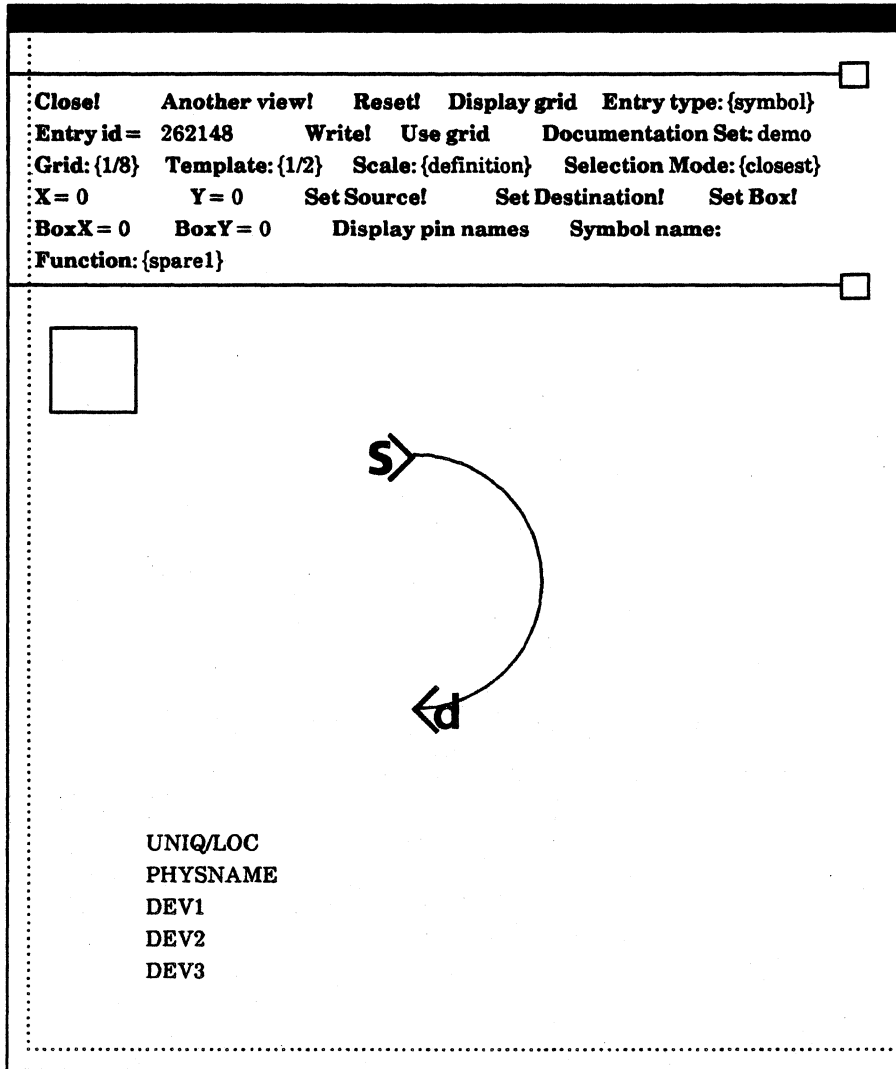 Close! Another view! Reset! Display grid Entry type: {symbol}
Entry id = 262148 Write! Use grid Documentation Set: demo
Grid: {1/8} Template: {1/2} Scale: {definition} Selection Mode: {closest}
X = 0 Y = 0 Set Source! Set Destination! Set Box!
BoxX = 0 BoxY = 0 Display pin names Symbol name:
Function: {spare1}
S
d
UNIQ/LOC
PHYSNAME
DEV1
DEV2
DEV3